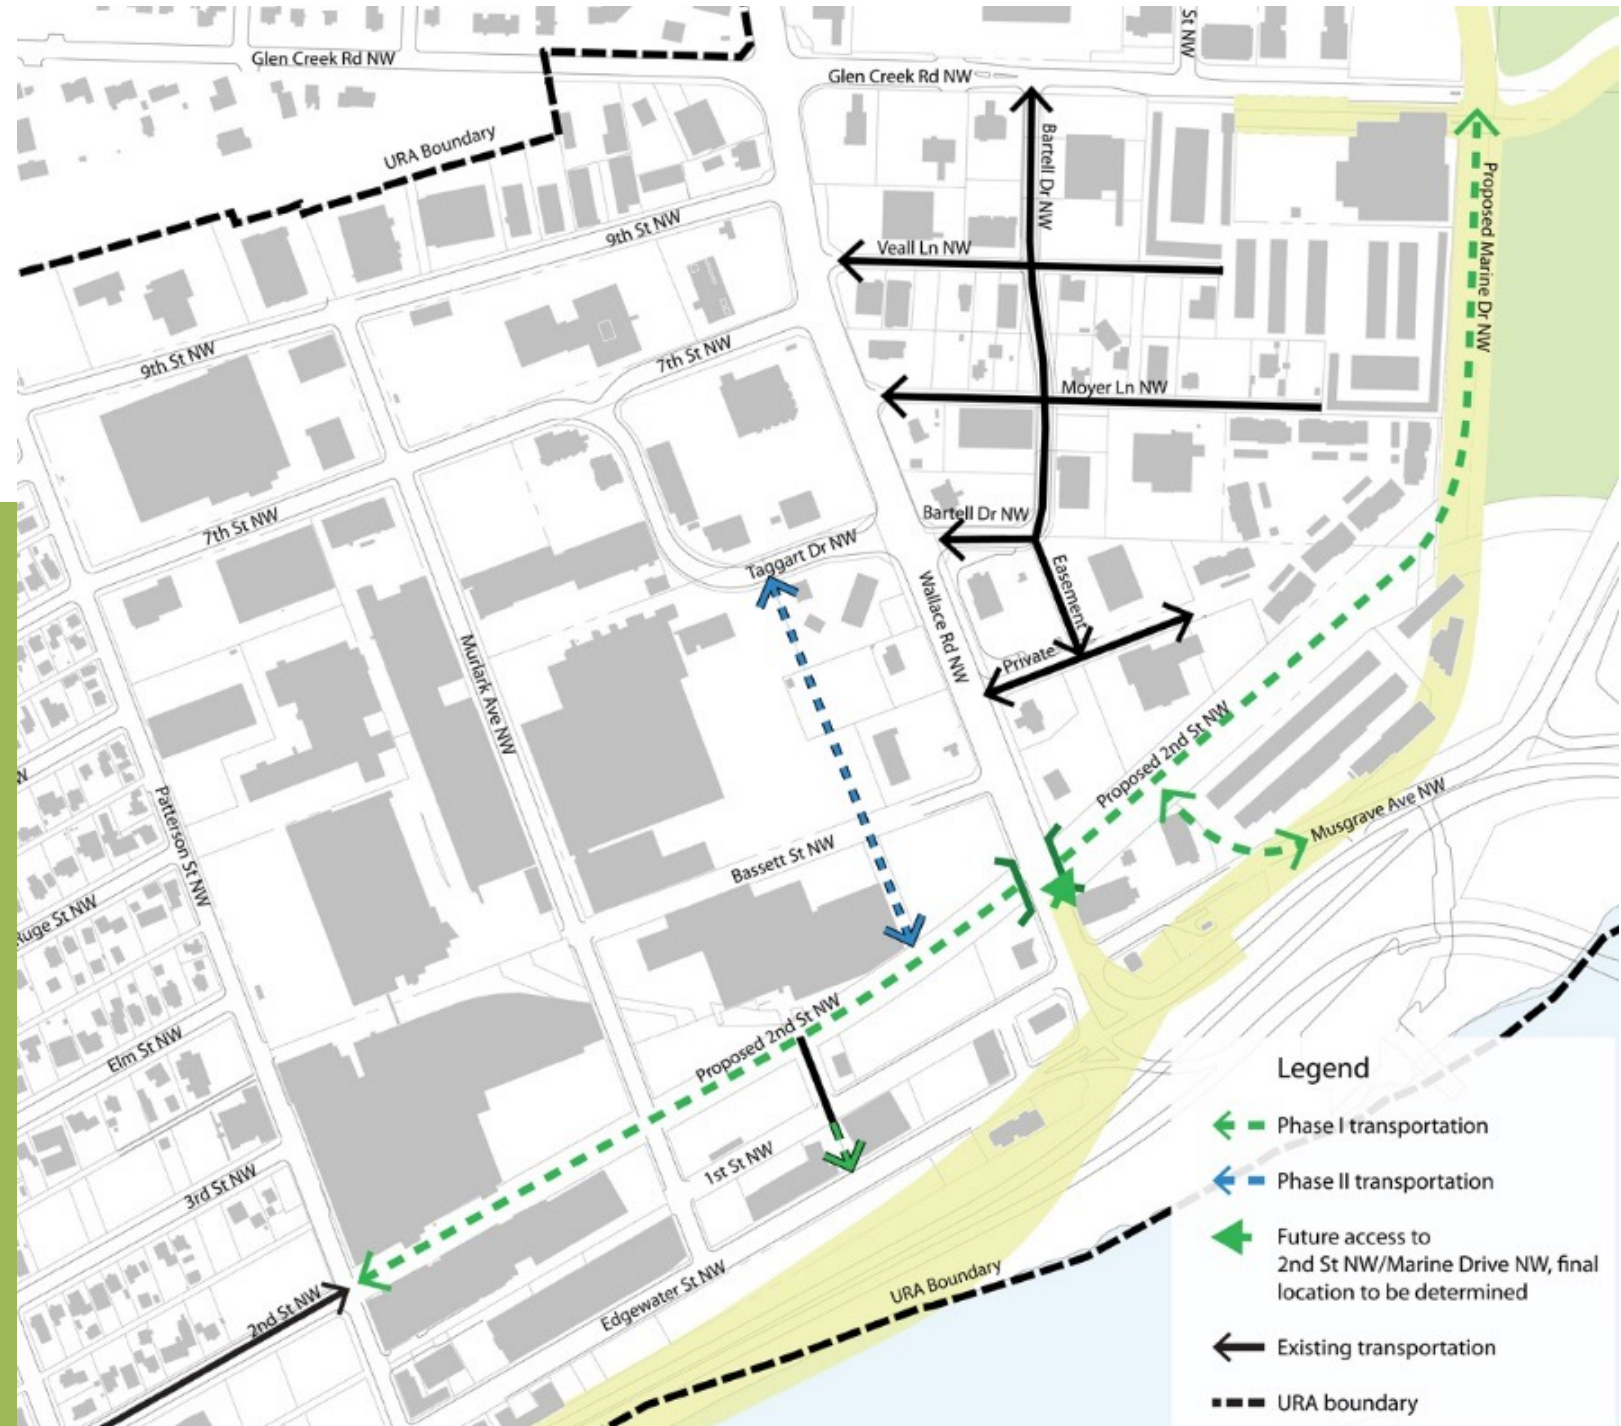 Glen Creek Rd NW
St NW
Glen Creek Rd NW
URA Boundary
Bartell Dr NW
Proposed Marine Dr NW
9th St NW
Veall Ln NW
9th St NW
7th St NW
Moyer Ln NW
7th St NW
Bartell Dr NW
Taggart Dr NW
Easement
Wallace Rd NW
Murlark Ave NW
Private
Proposed 2nd St NW
W
Patterson St NW
Musgrave Ave NW
Bassett St NW
Ruge St NW
Proposed 2nd St NW
Elm St NW
1st St NW
3rd St NW
2nd St NW
Edgewater St NW
URA Boundary
Legend
Phase I transportation
Phase II transportation
Future access to
2nd St NW/Marine Drive NW, final
location to be determined
Existing transportation
URA boundary